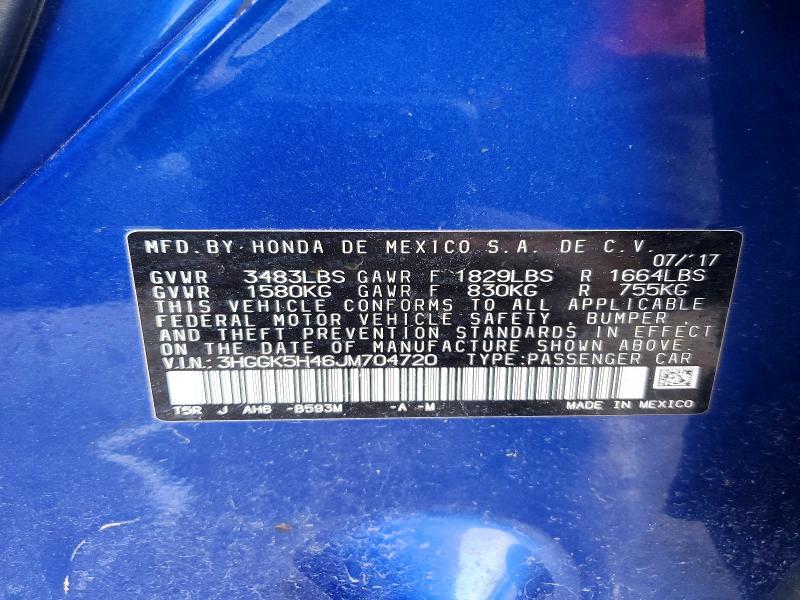 MFD. BY HONDA DE MEXICO S.A. DE C.V.
07/'17
GVWR 3483LBS GAWR F 1829LBS R 1664LBS
GVWR 1580KG GAWR F 830KG R 755KG
THIS VEHICLE CONFORMS TO ALL APPLICABLE
FEDERAL MOTOR VEHICLE SAFETY, BUMPER,
AND THEFT PREVENTION STANDARDS IN EFFECT
ON THE DATE OF MANUFACTURE SHOWN ABOVE.
V.I.N.: 3HGGK5H46JM704720 TYPE:PASSENGER CAR
T5R J AH6 -B593M -A -M MADE IN MEXICO